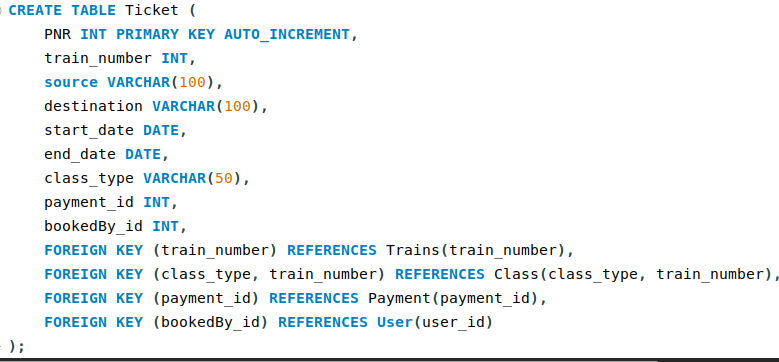 CREATE TABLE Ticket (
    PNR INT PRIMARY KEY AUTO_INCREMENT,
    train_number INT,
    source VARCHAR(100),
    destination VARCHAR(100),
    start_date DATE,
    end_date DATE,
    class_type VARCHAR(50),
    payment_id INT,
    bookedBy_id INT,
    FOREIGN KEY (train_number) REFERENCES Trains(train_number),
    FOREIGN KEY (class_type, train_number) REFERENCES Class(class_type, train_number),
    FOREIGN KEY (payment_id) REFERENCES Payment(payment_id),
    FOREIGN KEY (bookedBy_id) REFERENCES User(user_id)
);